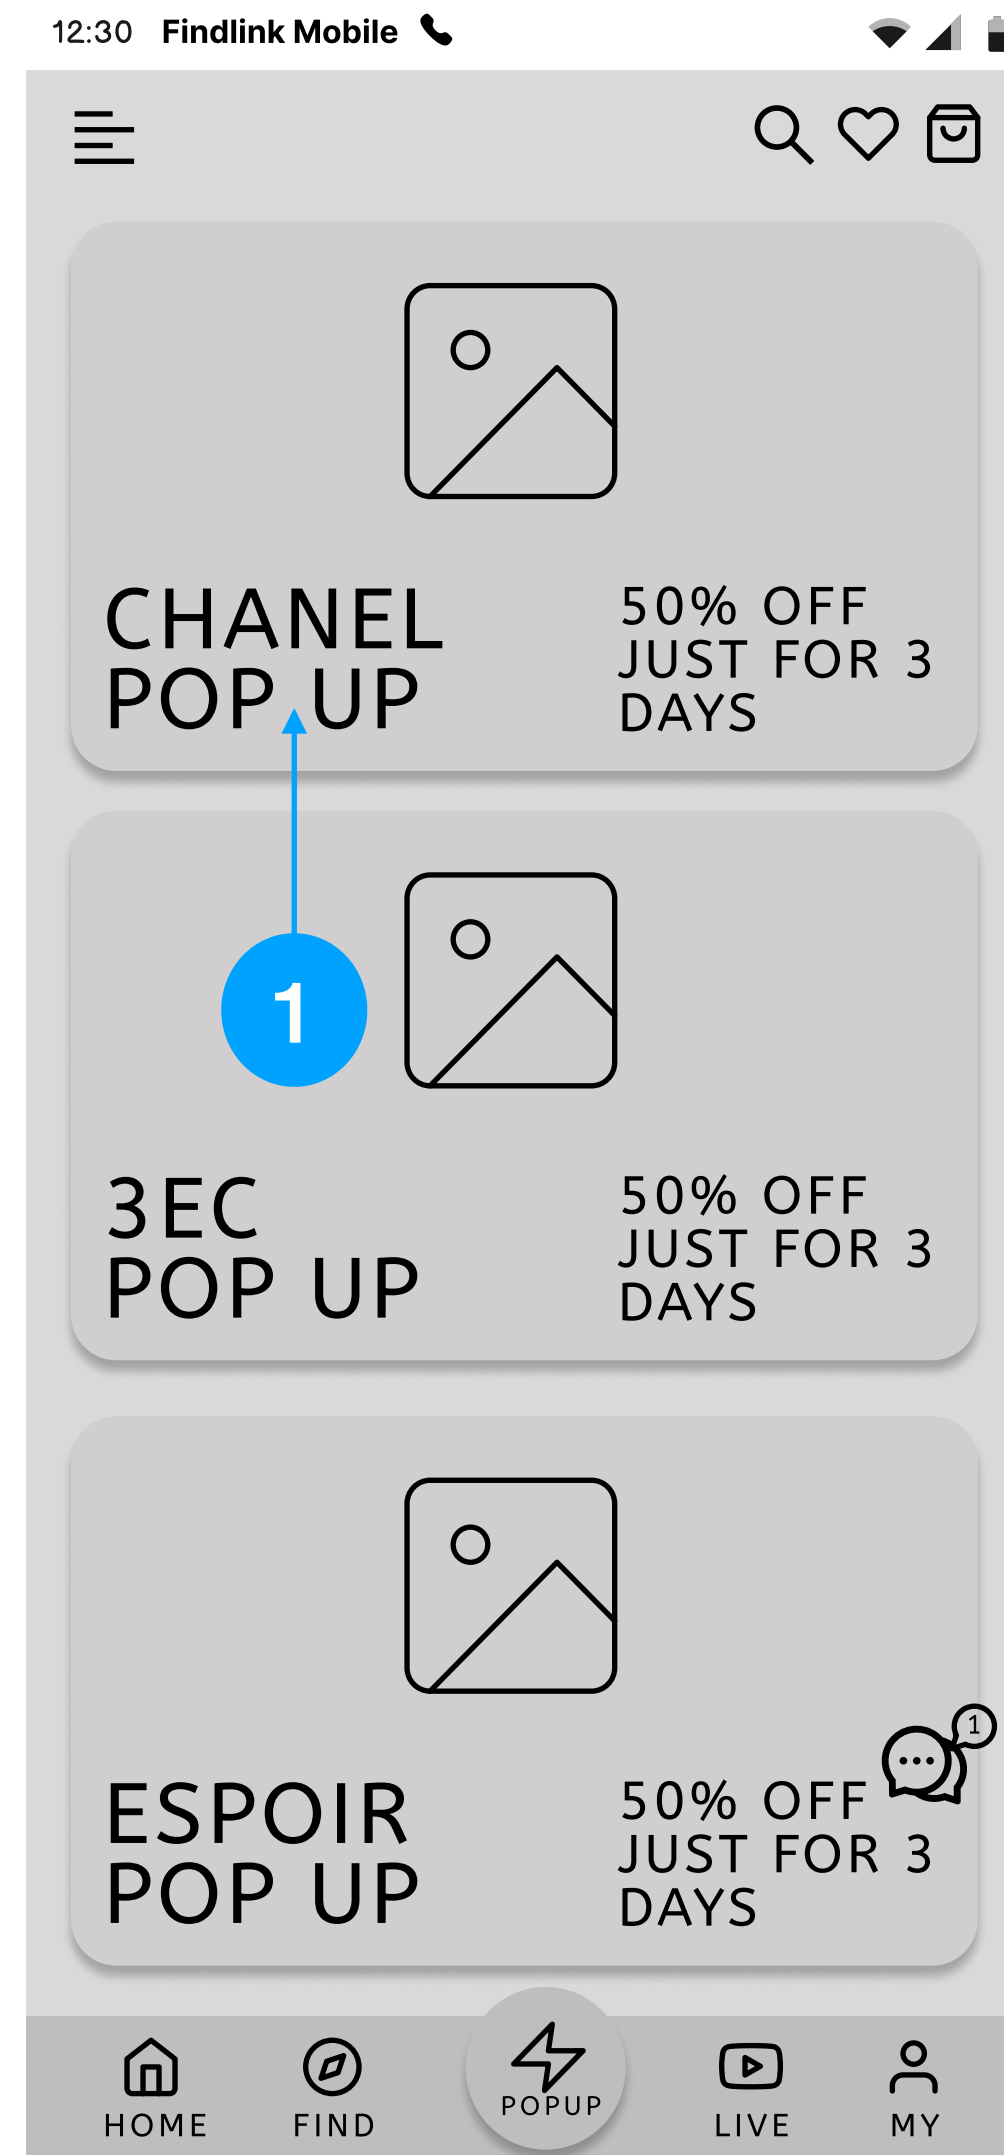 12:30 Findlink Mobile
CHANEL
POP UP
50% OFF
JUST FOR 3
DAYS
1
3EC
POP UP
50% OFF
JUST FOR 3
DAYS
1
ESPOIR
POP UP
50% OFF
JUST FOR 3
DAYS
HOME FIND POPUP LIVE MY